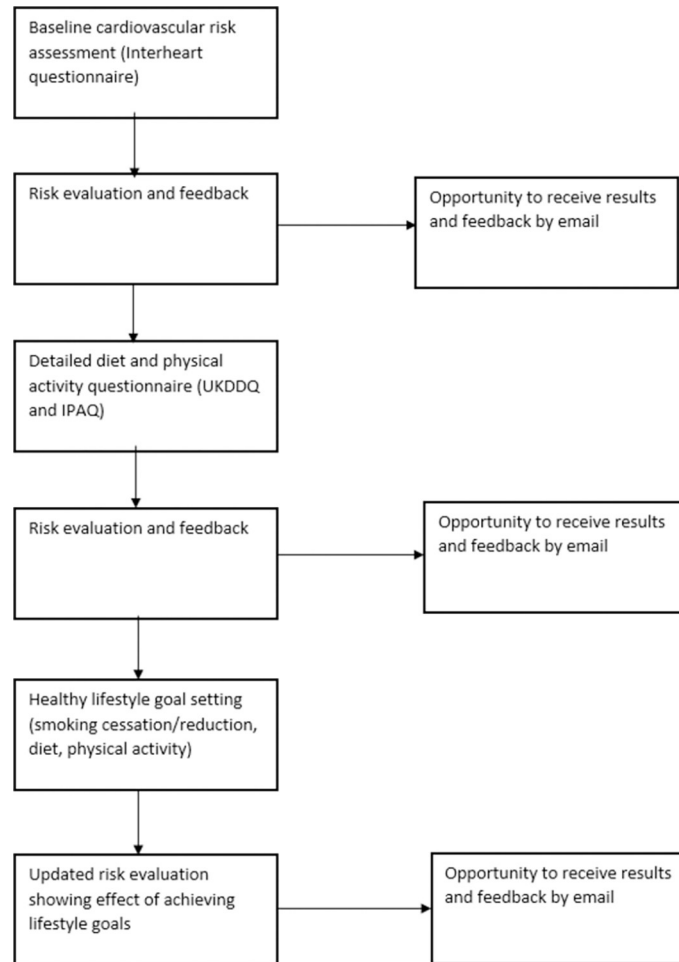 Baseline cardiovascular risk
assessment (Interheart
questionnaire)
Risk evaluation and feedback
Opportunity to receive results
and feedback by email
Detailed diet and physical
activity questionnaire (UKDDQ
and IPAQ)
Risk evaluation and feedback
Opportunity to receive results
and feedback by email
Healthy lifestyle goal setting
(smoking cessation/reduction,
diet, physical activity)
Updated risk evaluation
showing effect of achieving
lifestyle goals
Opportunity to receive results
and feedback by email